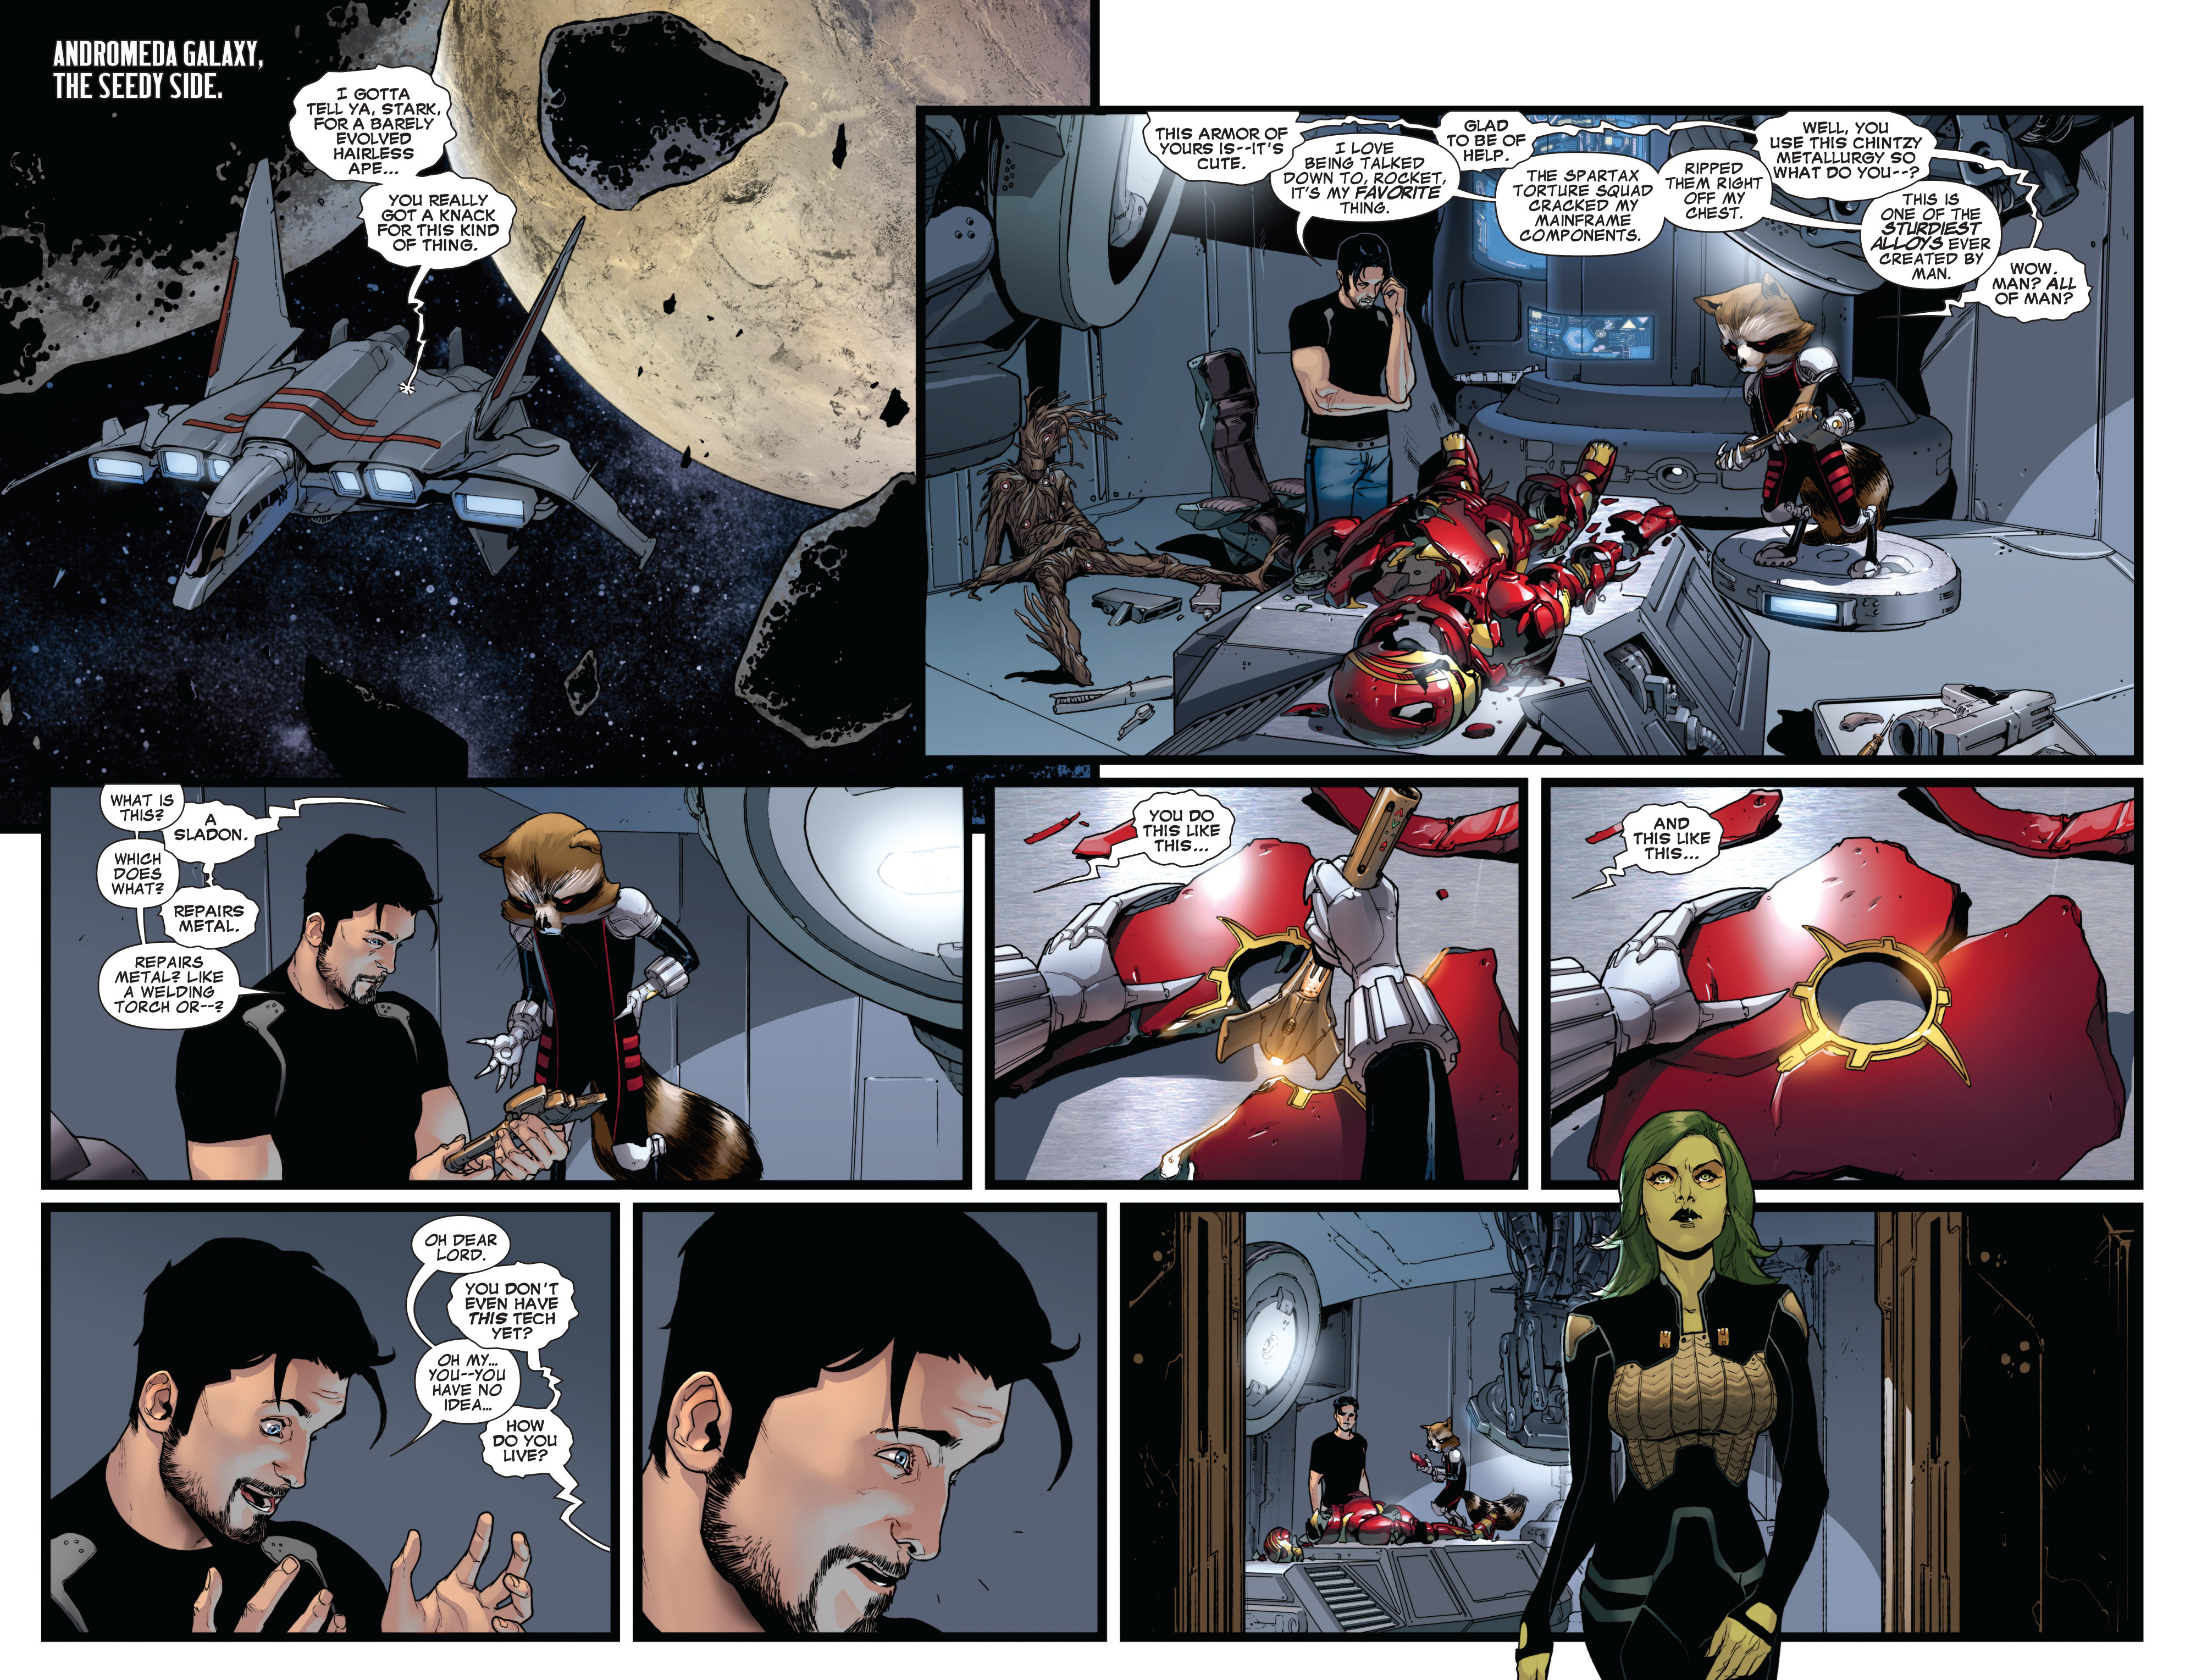 ANDROMEDA GALAXY,
THE SEEDY SIDE.
I GOTTA
TELL YA, STARK,
FOR A BARELY
EVOLVED
HAIRLESS
APE...
YOU REALLY
GOT A KNACK
FOR THIS KIND
OF THING.
THIS ARMOR OF
YOURS IS--IT'S
CUTE.
I LOVE
BEING TALKED
DOWN TO, ROCKET,
IT'S MY FAVORITE
THING.
GLAD
TO BE OF
HELP.
THE SPARTAX
TORTURE SQUAD
CRACKED MY
MAINFRAME
COMPONENTS.
RIPPED
THEM RIGHT
OFF MY
CHEST.
WELL, YOU
USE THIS CHINTZY
METALLURGY SO
WHAT DO YOU--?
THIS IS
ONE OF THE
STURDIEST
ALLOYS EVER
CREATED BY
MAN.
WOW.
MAN? ALL
OF MAN?
WHAT IS
THIS?
A
SLADON.
WHICH
DOES
WHAT?
REPAIRS
METAL.
REPAIRS
METAL? LIKE
A WELDING
TORCH OR--?
YOU DO
THIS LIKE
THIS...
AND
THIS LIKE
THIS...
OH DEAR
LORD.
YOU DON'T
EVEN HAVE
THIS TECH
YET?
OH MY...
YOU--YOU
HAVE NO
IDEA...
HOW
DO YOU
LIVE?